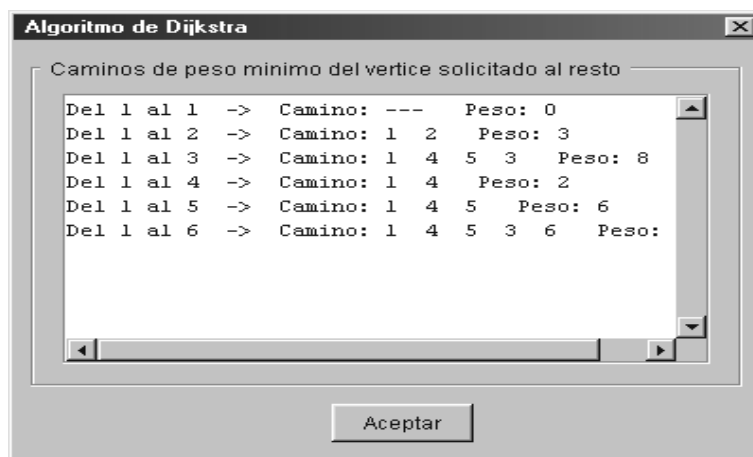 Algoritmo de Dijkstra
Caminos de peso minimo del vertice solicitado al resto
Del 1 al 1 -> Camino: --- Peso: 0
Del 1 al 2 -> Camino: 1 2 Peso: 3
Del 1 al 3 -> Camino: 1 4 5 3 Peso: 8
Del 1 al 4 -> Camino: 1 4 Peso: 2
Del 1 al 5 -> Camino: 1 4 5 Peso: 6
Del 1 al 6 -> Camino: 1 4 5 3 6 Peso:
Aceptar